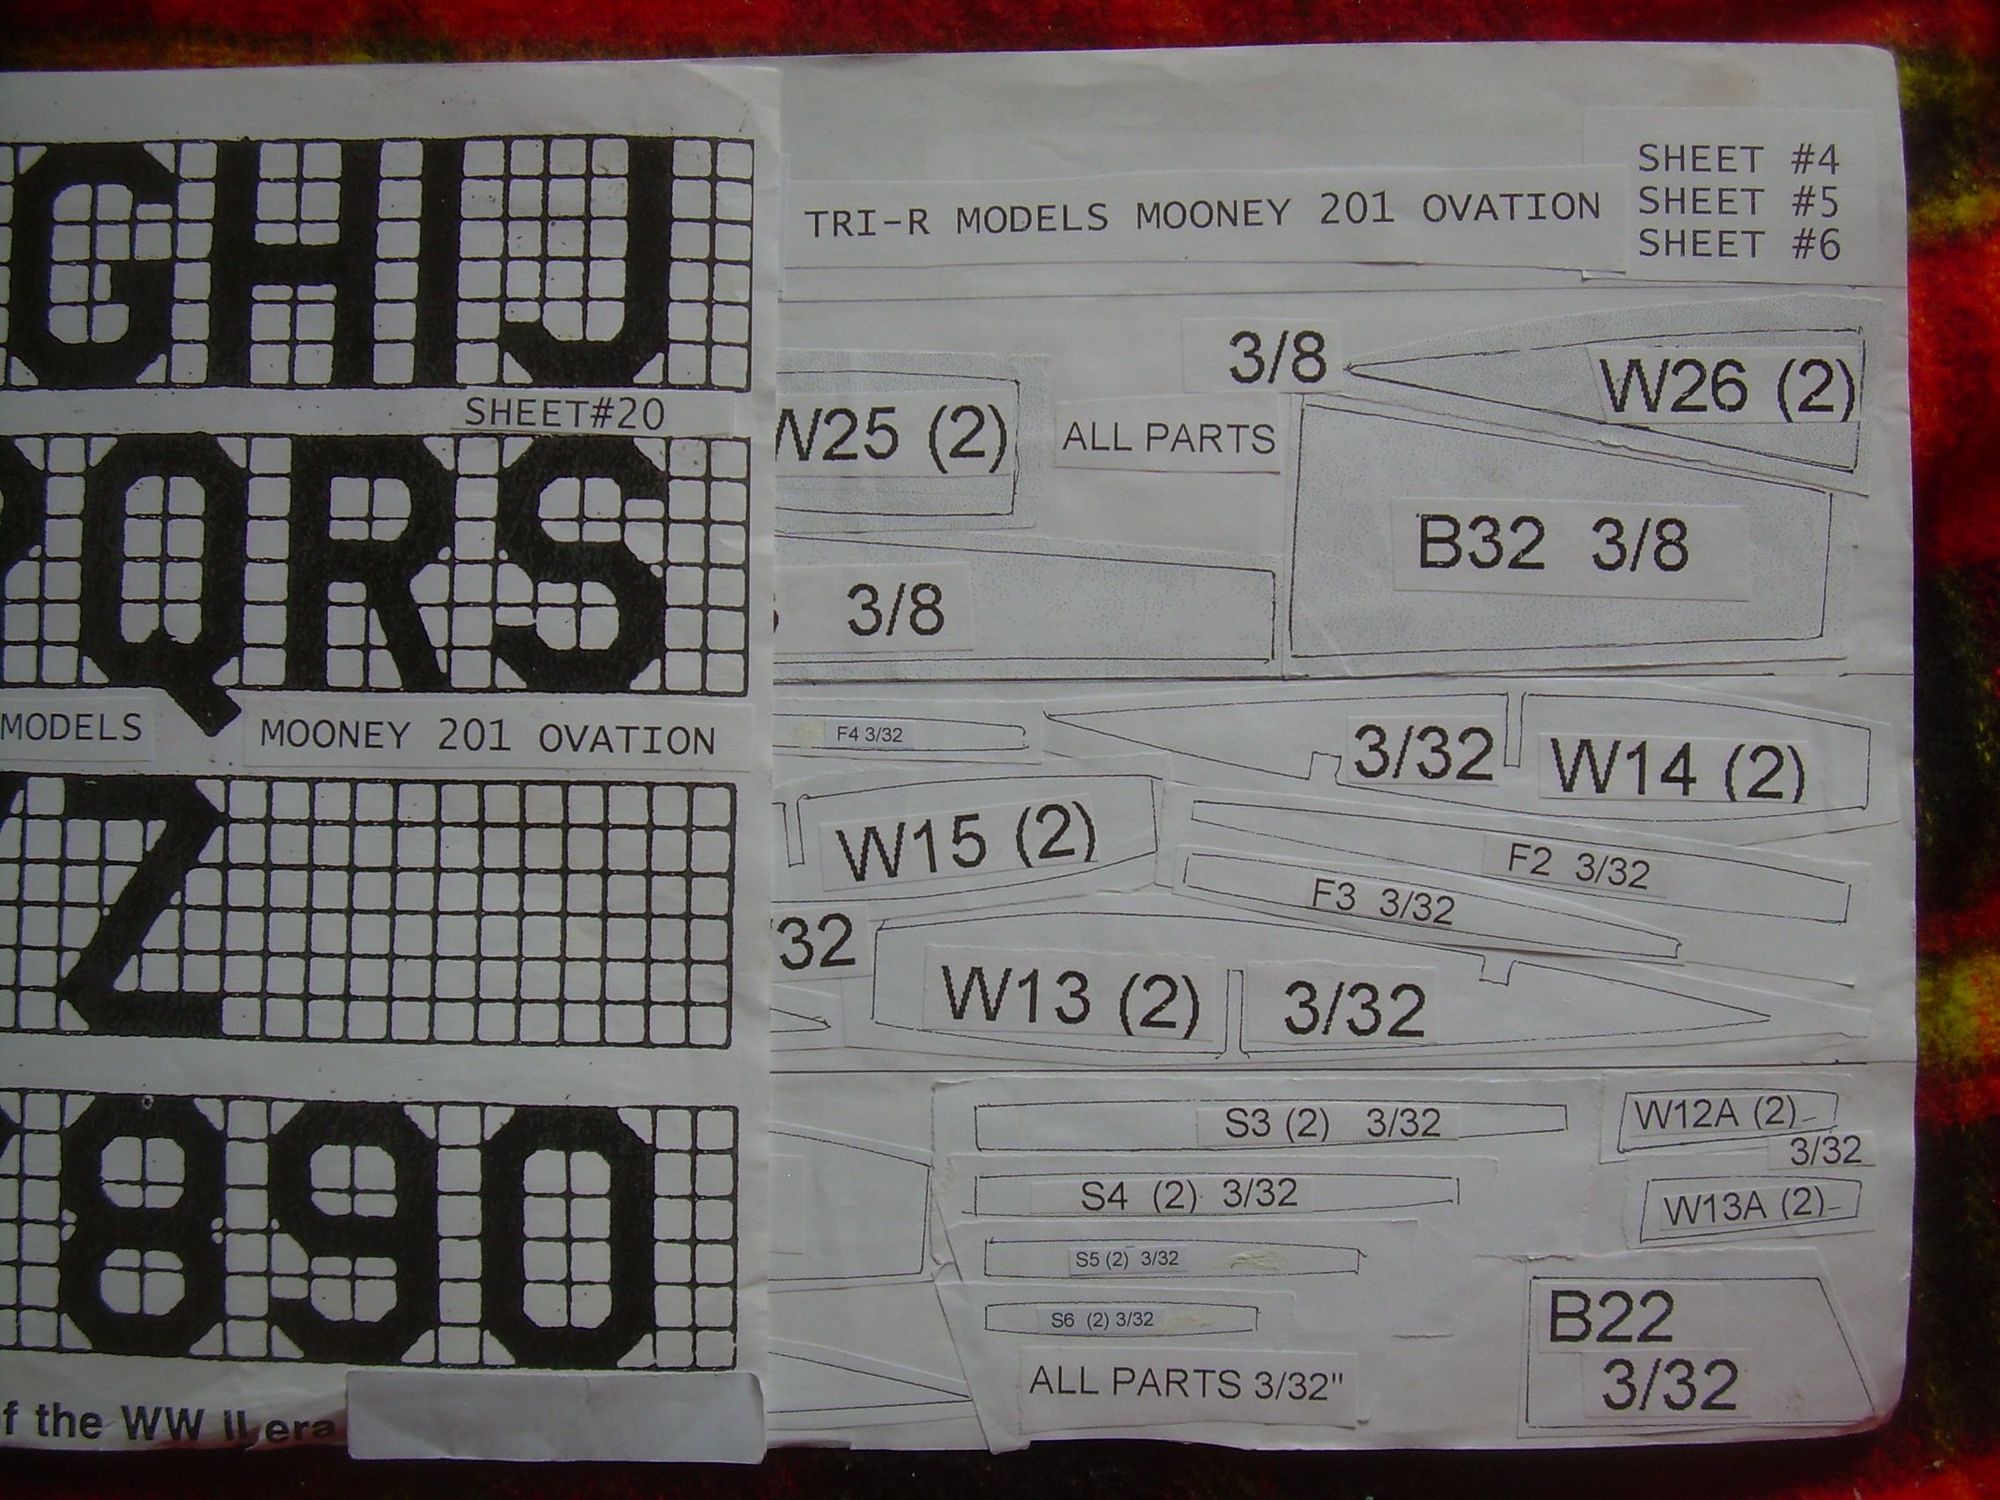 GHIJ
SHEET#20
QRS
MODELS MOONEY 201 OVATION
Z
890
f the WW II era
TRI-R MODELS MOONEY 201 OVATION
SHEET #4
SHEET #5
SHEET #6
3/8
W26 (2)
W25 (2)
ALL PARTS
B32 3/8
3/8
F4 3/32
3/32 W14 (2)
W15 (2)
F2 3/32
F3 3/32
32
W13 (2) 3/32
S3 (2) 3/32
W12A (2)
3/32
S4 (2) 3/32
W13A (2)
S5 (2) 3/32
S6 (2) 3/32
B22
3/32
ALL PARTS 3/32"